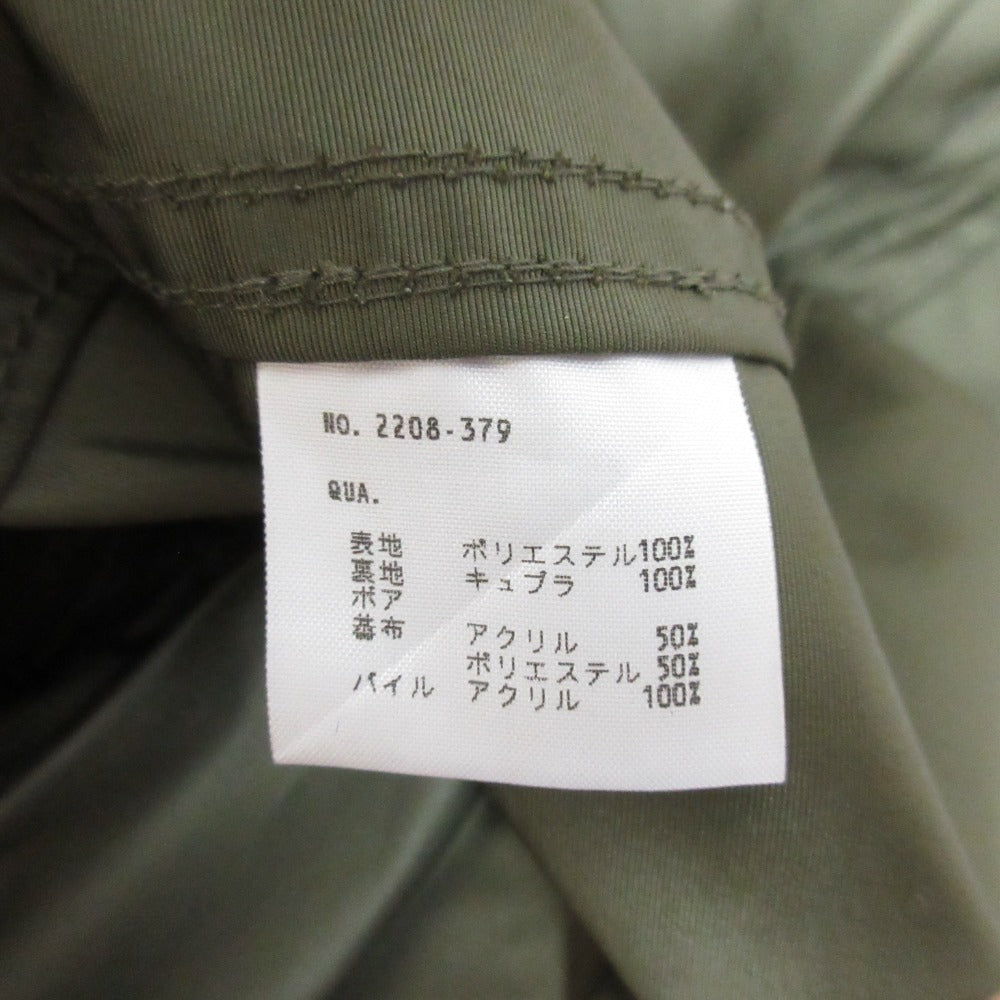 NO. 2208-379
QUA.
表地 ポリエステル100%
裏地 キュプラ 100%
ボア
基布 アクリル 50%
ポリエステル 50%
パイル アクリル 100%